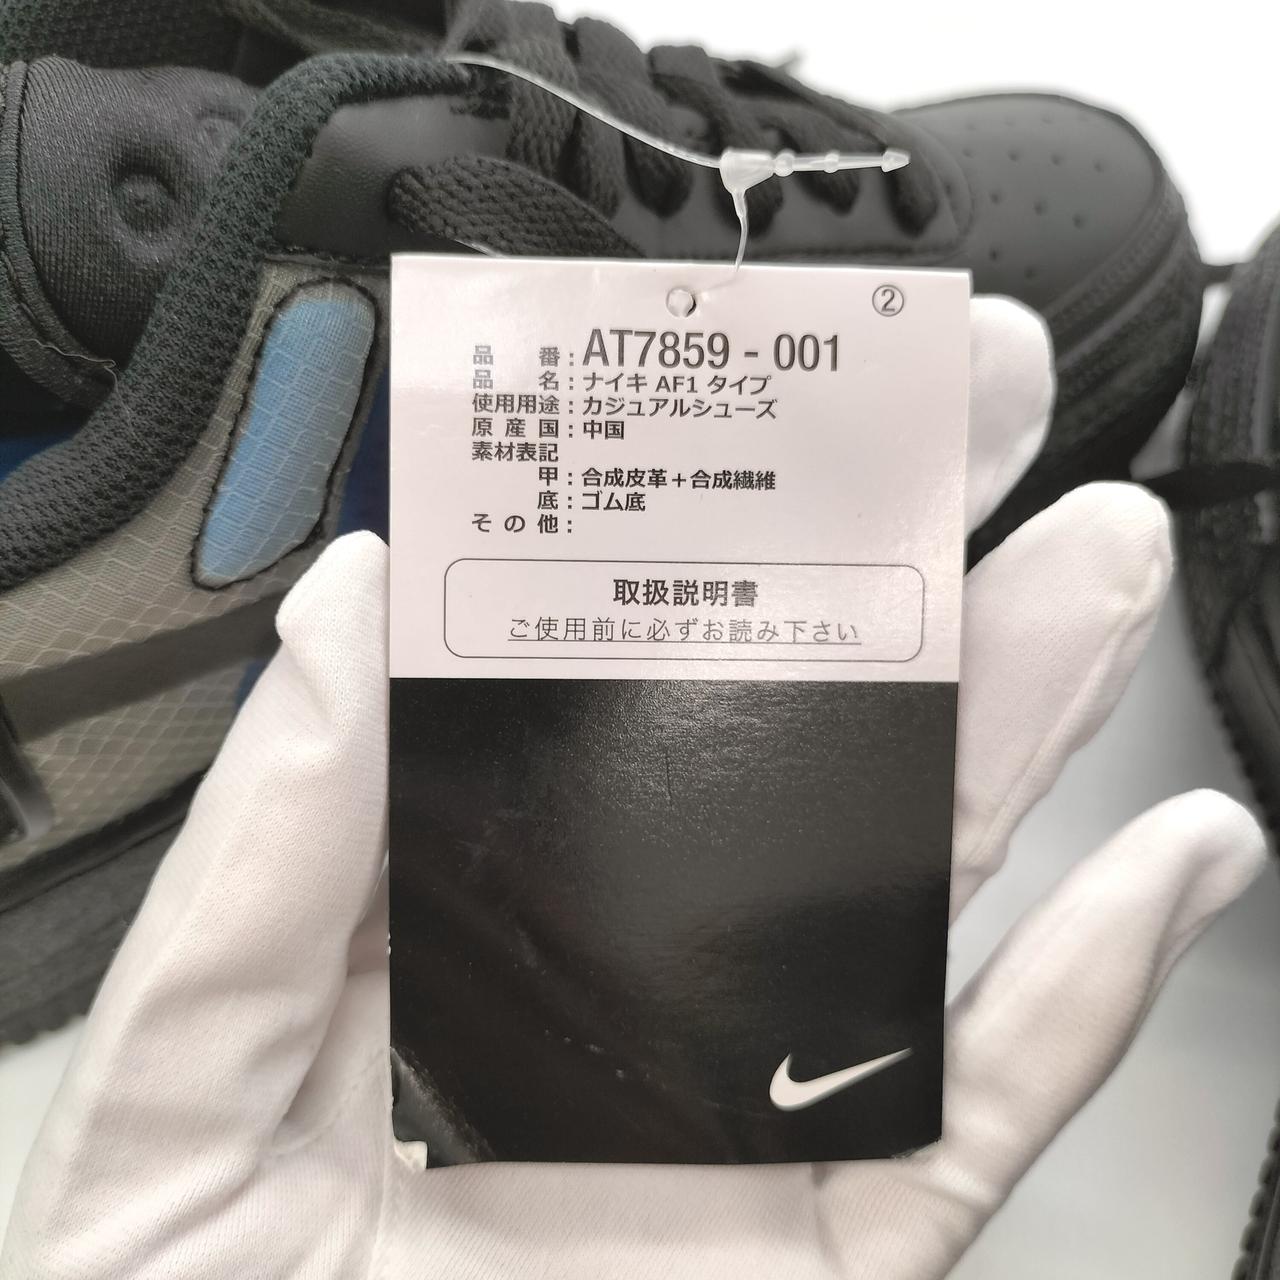 ②
品 番：AT7859 - 001
品 名：ナイキ AF1 タイプ
使用用途：カジュアルシューズ
原 産 国：中国
素材表記
甲：合成皮革＋合成繊維
底：ゴム底
そ の 他：
取扱説明書
ご使用前に必ずお読み下さい